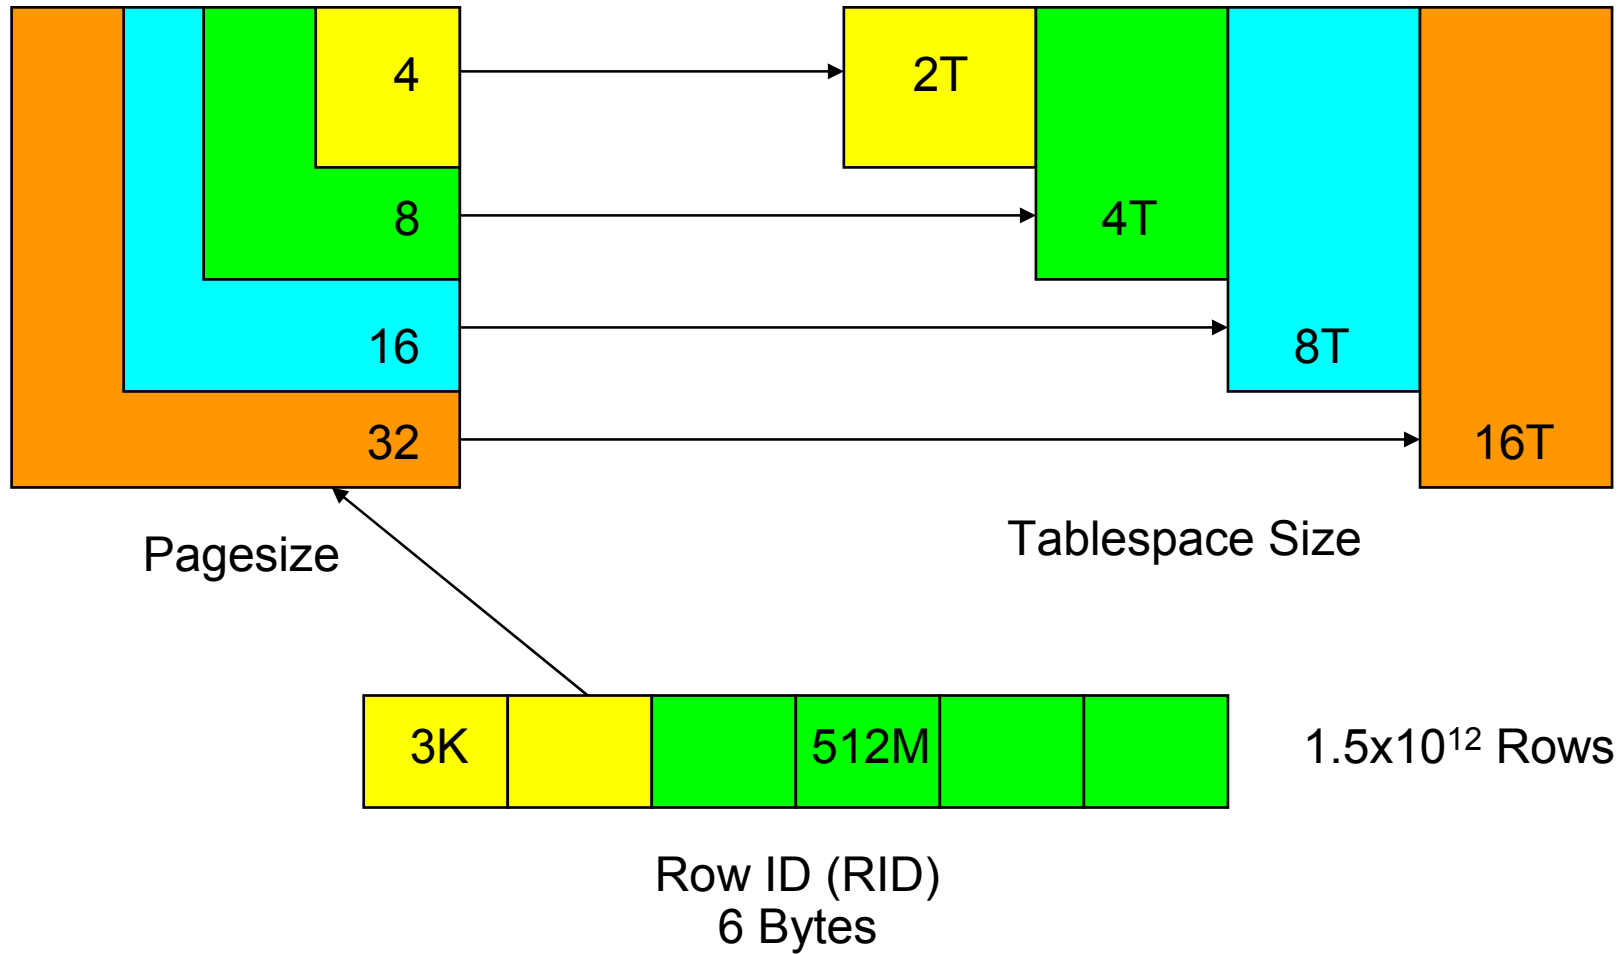 4
2T
8
4T
16
8T
32
16T
Pagesize
Tablespace Size
3K
512M
1.5x10¹² Rows
Row ID (RID)
6 Bytes